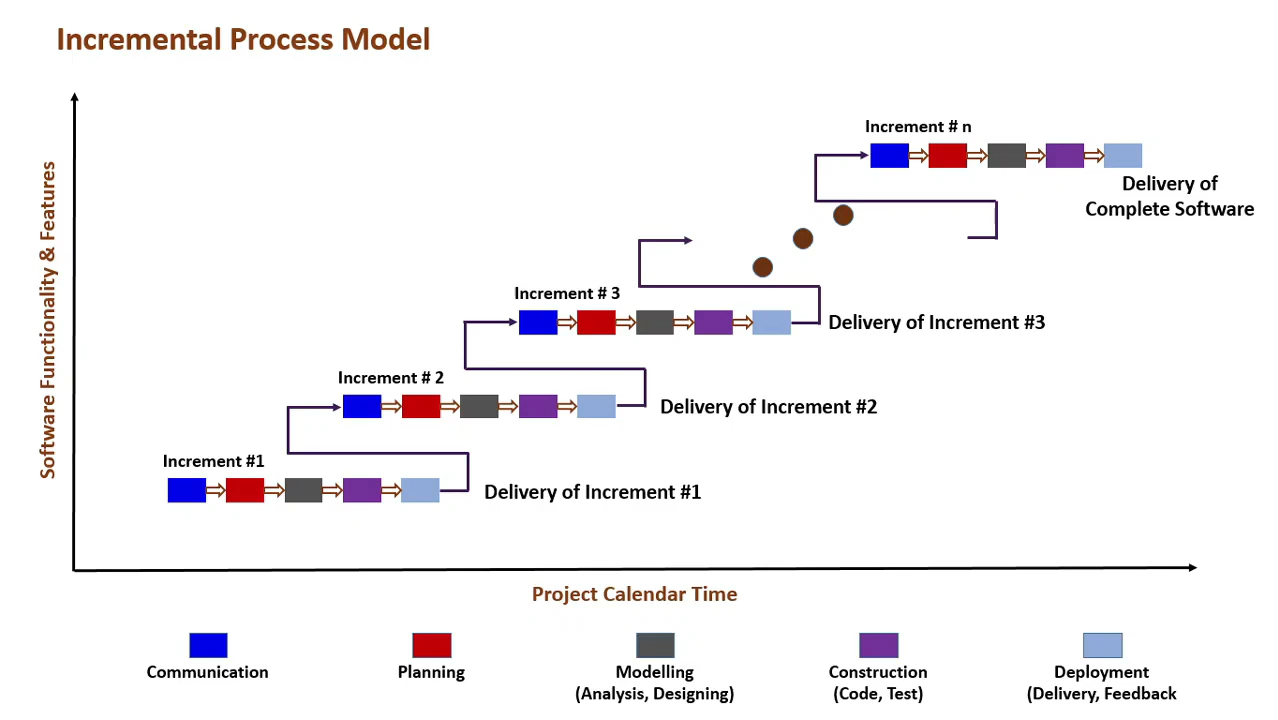 Incremental Process Model
Software Functionality & Features
Increment # n
Delivery of
Complete Software
Increment # 3
Delivery of Increment #3
Increment # 2
Delivery of Increment #2
Increment #1
Delivery of Increment #1
Project Calendar Time
Communication
Planning
Modelling
(Analysis, Designing)
Construction
(Code, Test)
Deployment
(Delivery, Feedback